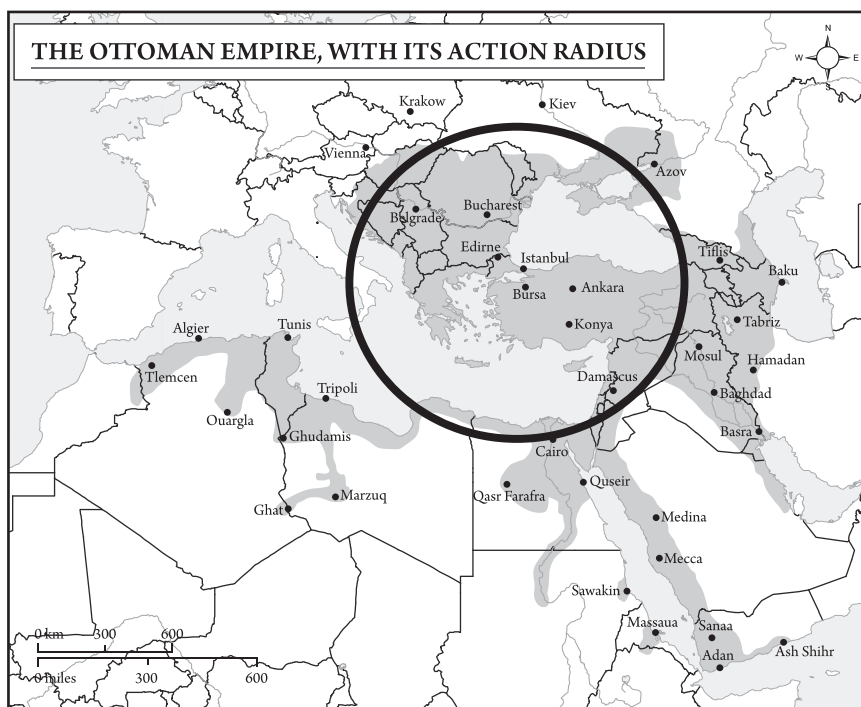 THE OTTOMAN EMPIRE, WITH ITS ACTION RADIUS
N
W E
S
Krakow
Kiev
Vienna
Azov
Belgrade
Bucharest
Edirne
Istanbul
Tiflis
Baku
Bursa
Ankara
Algier
Tunis
Konya
Tabriz
Mosul
Hamadan
Tlemcen
Damascus
Tripoli
Baghdad
Ouargla
Ghudamis
Basra
Cairo
Quseir
Marzuq
Qasr Farafra
Ghat
Medina
Mecca
Sawakin
Massaua
Sanaa
0 km 300 600
Adan
Ash Shihr
0 miles 300 600